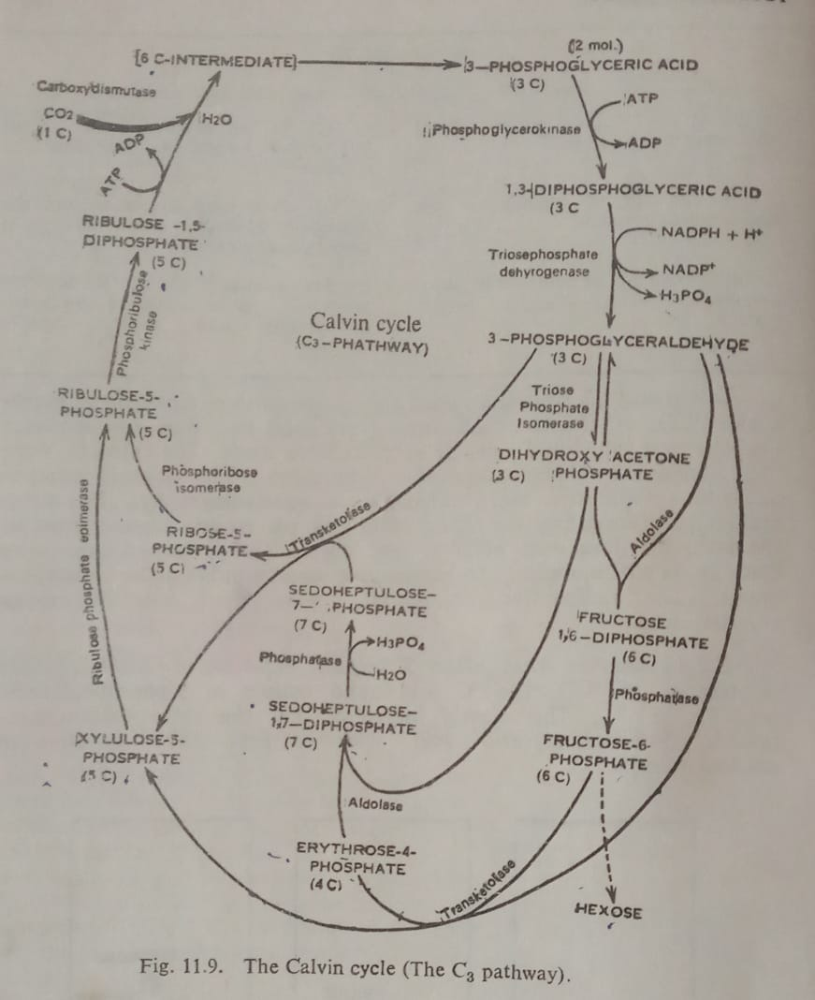 (2 mol.)
[6 C-INTERMEDIATE]
3-PHOSPHOGLYCERIC ACID
(3 C)
Carboxydismutase
CO2
(1 C)
H2O
ADP
ATP
ATP
Phosphoglycerokinase
ADP
1,3-DIPHOSPHOGLYCERIC ACID
(3 C
RIBULOSE -1,5-
DIPHOSPHATE
(5 C)
NADPH + H+
Triosephosphate
dehyrogenase
NADP+
H3PO4
Phosphoribulose
kinase
Calvin cycle
(C3-PHATHWAY)
3-PHOSPHOGLYCERALDEHYDE
(3 C)
RIBULOSE-5-
PHOSPHATE
(5 C)
Triose
Phosphate
Isomerase
DIHYDROXY ACETONE
(3 C) PHOSPHATE
Phosphoribose
isomerase
Ribulose phosphate epimerase
Transketolase
Aldolase
RIBOSE-5-
PHOSPHATE
(5 C)
SEDOHEPTULOSE-
7- PHOSPHATE
(7 C)
H3PO4
Phosphatase
H2O
FRUCTOSE
1,6-DIPHOSPHATE
(6 C)
Phosphatase
SEDOHEPTULOSE-
1,7-DIPHOSPHATE
(7 C)
XYLULOSE-5-
PHOSPHATE
(5 C)
FRUCTOSE-6-
PHOSPHATE
(6 C)
Aldolase
ERYTHROSE-4-
PHOSPHATE
(4 C)
Transketolase
HEXOSE
Fig. 11.9. The Calvin cycle (The C3 pathway).